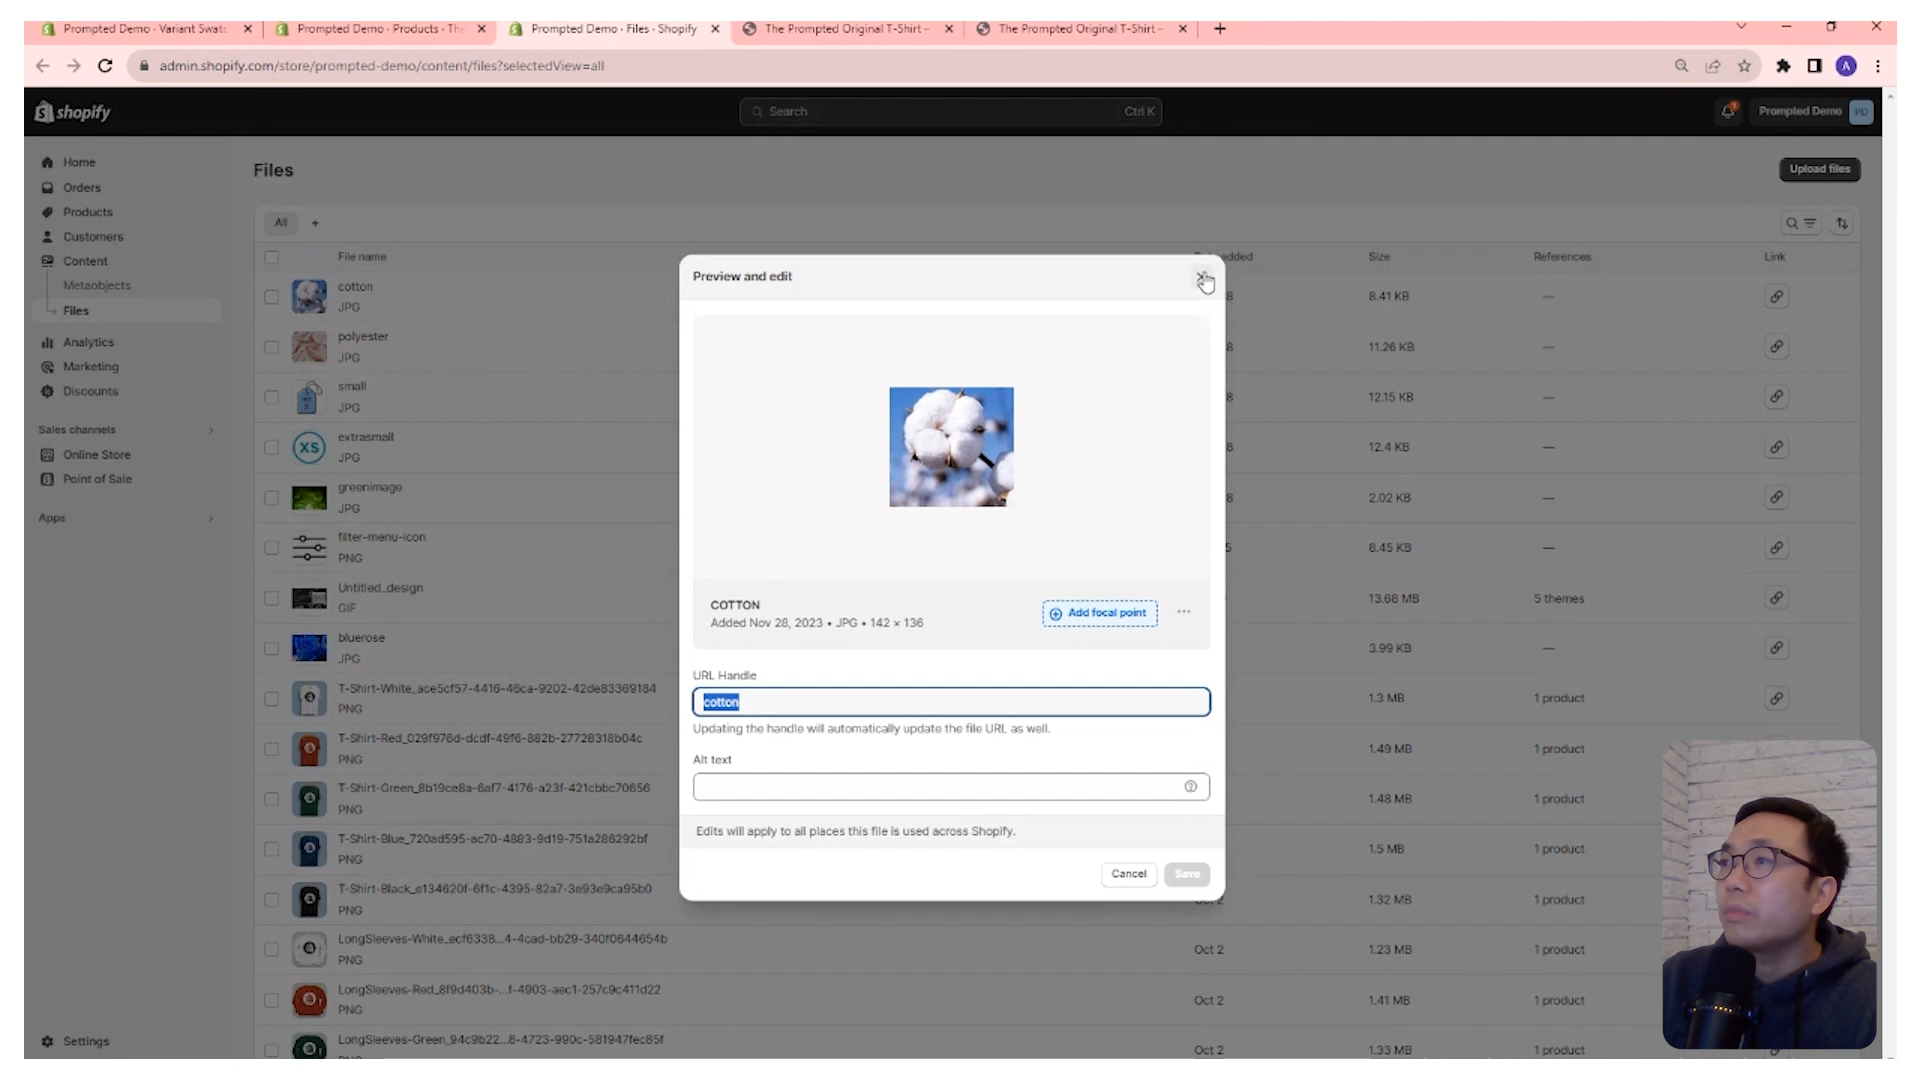 Prompted Demo · Variant Swatc
Prompted Demo · Products · The
Prompted Demo · Files · Shopify
The Prompted Original T-Shirt –
The Prompted Original T-Shirt –
admin.shopify.com/store/prompted-demo/content/files?selectedView=all
A
shopify
Search
Ctrl K
Prompted Demo
PD
Home
Orders
Products
Customers
Content
Metaobjects
Files
Analytics
Marketing
Discounts
Sales channels
Online Store
Point of Sale
Apps
Settings
Files
Upload files
All
File name
added
Size
References
Link
cotton
JPG
8
8.41 KB
—
polyester
JPG
8
11.26 KB
—
small
JPG
8
12.15 KB
—
XS
extrasmall
JPG
8
12.4 KB
—
greenimage
JPG
8
2.02 KB
—
filter-menu-icon
PNG
5
8.45 KB
—
Untitled_design
GIF
13.68 MB
5 themes
bluerose
JPG
3.99 KB
—
T-Shirt-White_ace5cf57-4416-46ca-9202-42de83369184
PNG
1.3 MB
1 product
T-Shirt-Red_029f976d-dcdf-49f6-882b-27728318b04c
PNG
1.49 MB
1 product
T-Shirt-Green_8b19ce8a-6af7-4176-a23f-421cbbc70656
PNG
1.48 MB
1 product
T-Shirt-Blue_720ad595-ac70-4883-9d19-751a286292bf
PNG
1.5 MB
1 product
T-Shirt-Black_e134620f-6f1c-4395-82a7-3e93e9ca95b0
PNG
1.32 MB
1 product
LongSleeves-White_ecf6338...4-4cad-bb29-340f0644654b
PNG
Oct 2
1.23 MB
1 product
LongSleeves-Red_8f9d403b-...f-4903-aec1-257c9c411d22
PNG
Oct 2
1.41 MB
1 product
LongSleeves-Green_94c9b22...8-4723-990c-581947fec85f
Oct 2
1.33 MB
1 product
Preview and edit
COTTON
Added Nov 28, 2023 • JPG • 142 × 136
Add focal point
URL Handle
cotton
Updating the handle will automatically update the file URL as well.
Alt text
Edits will apply to all places this file is used across Shopify.
Cancel
Save